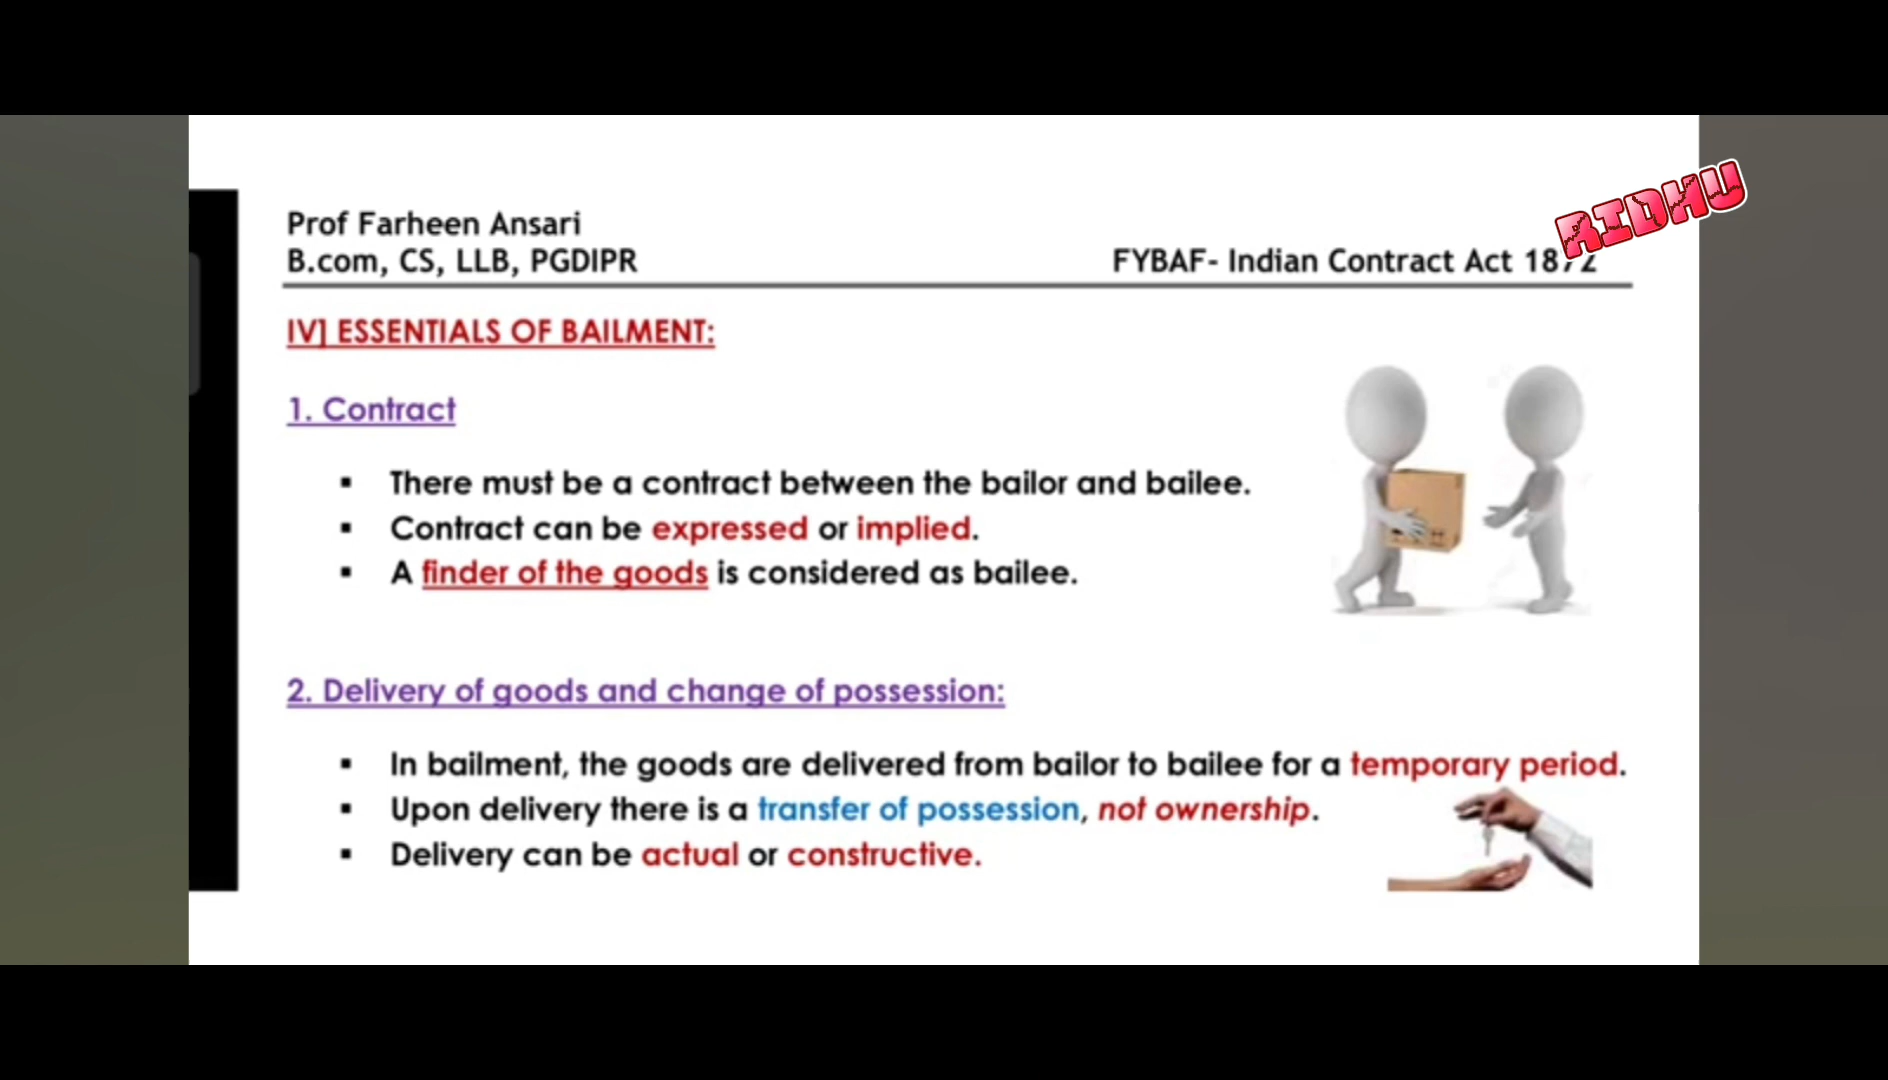 RIDHU
Prof Farheen Ansari
B.com, CS, LLB, PGDIPR
FYBAF- Indian Contract Act 1872
IV] ESSENTIALS OF BAILMENT:
1. Contract
▪ There must be a contract between the bailor and bailee.
▪ Contract can be expressed or implied.
▪ A finder of the goods is considered as bailee.
2. Delivery of goods and change of possession:
▪ In bailment, the goods are delivered from bailor to bailee for a temporary period.
▪ Upon delivery there is a transfer of possession, not ownership.
▪ Delivery can be actual or constructive.